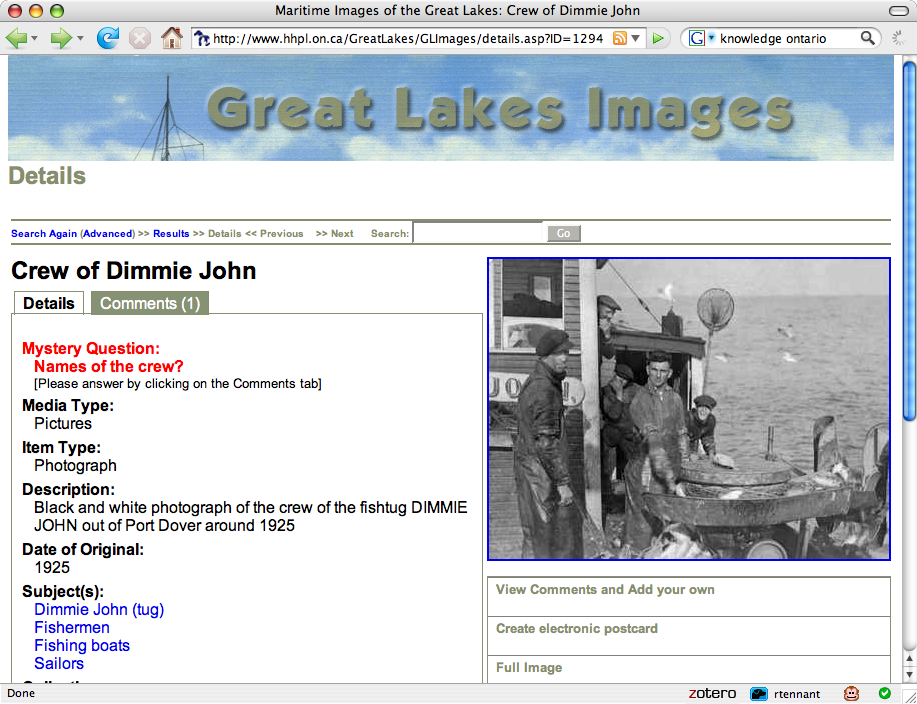 Maritime Images of the Great Lakes: Crew of Dimmie John
http://www.hhpl.on.ca/GreatLakes/GLImages/details.asp?ID=1294
G knowledge ontario
Great Lakes Images
Details
Search Again (Advanced) >> Results >> Details << Previous >> Next Search: Go
Crew of Dimmie John
Details Comments (1)
Mystery Question:
Names of the crew?
[Please answer by clicking on the Comments tab]
Media Type:
Pictures
Item Type:
Photograph
Description:
Black and white photograph of the crew of the fishtug DIMMIE
JOHN out of Port Dover around 1925
Date of Original:
1925
Subject(s):
Dimmie John (tug)
Fishermen
Fishing boats
Sailors
JO
View Comments and Add your own
Create electronic postcard
Full Image
Done zotero rtennant